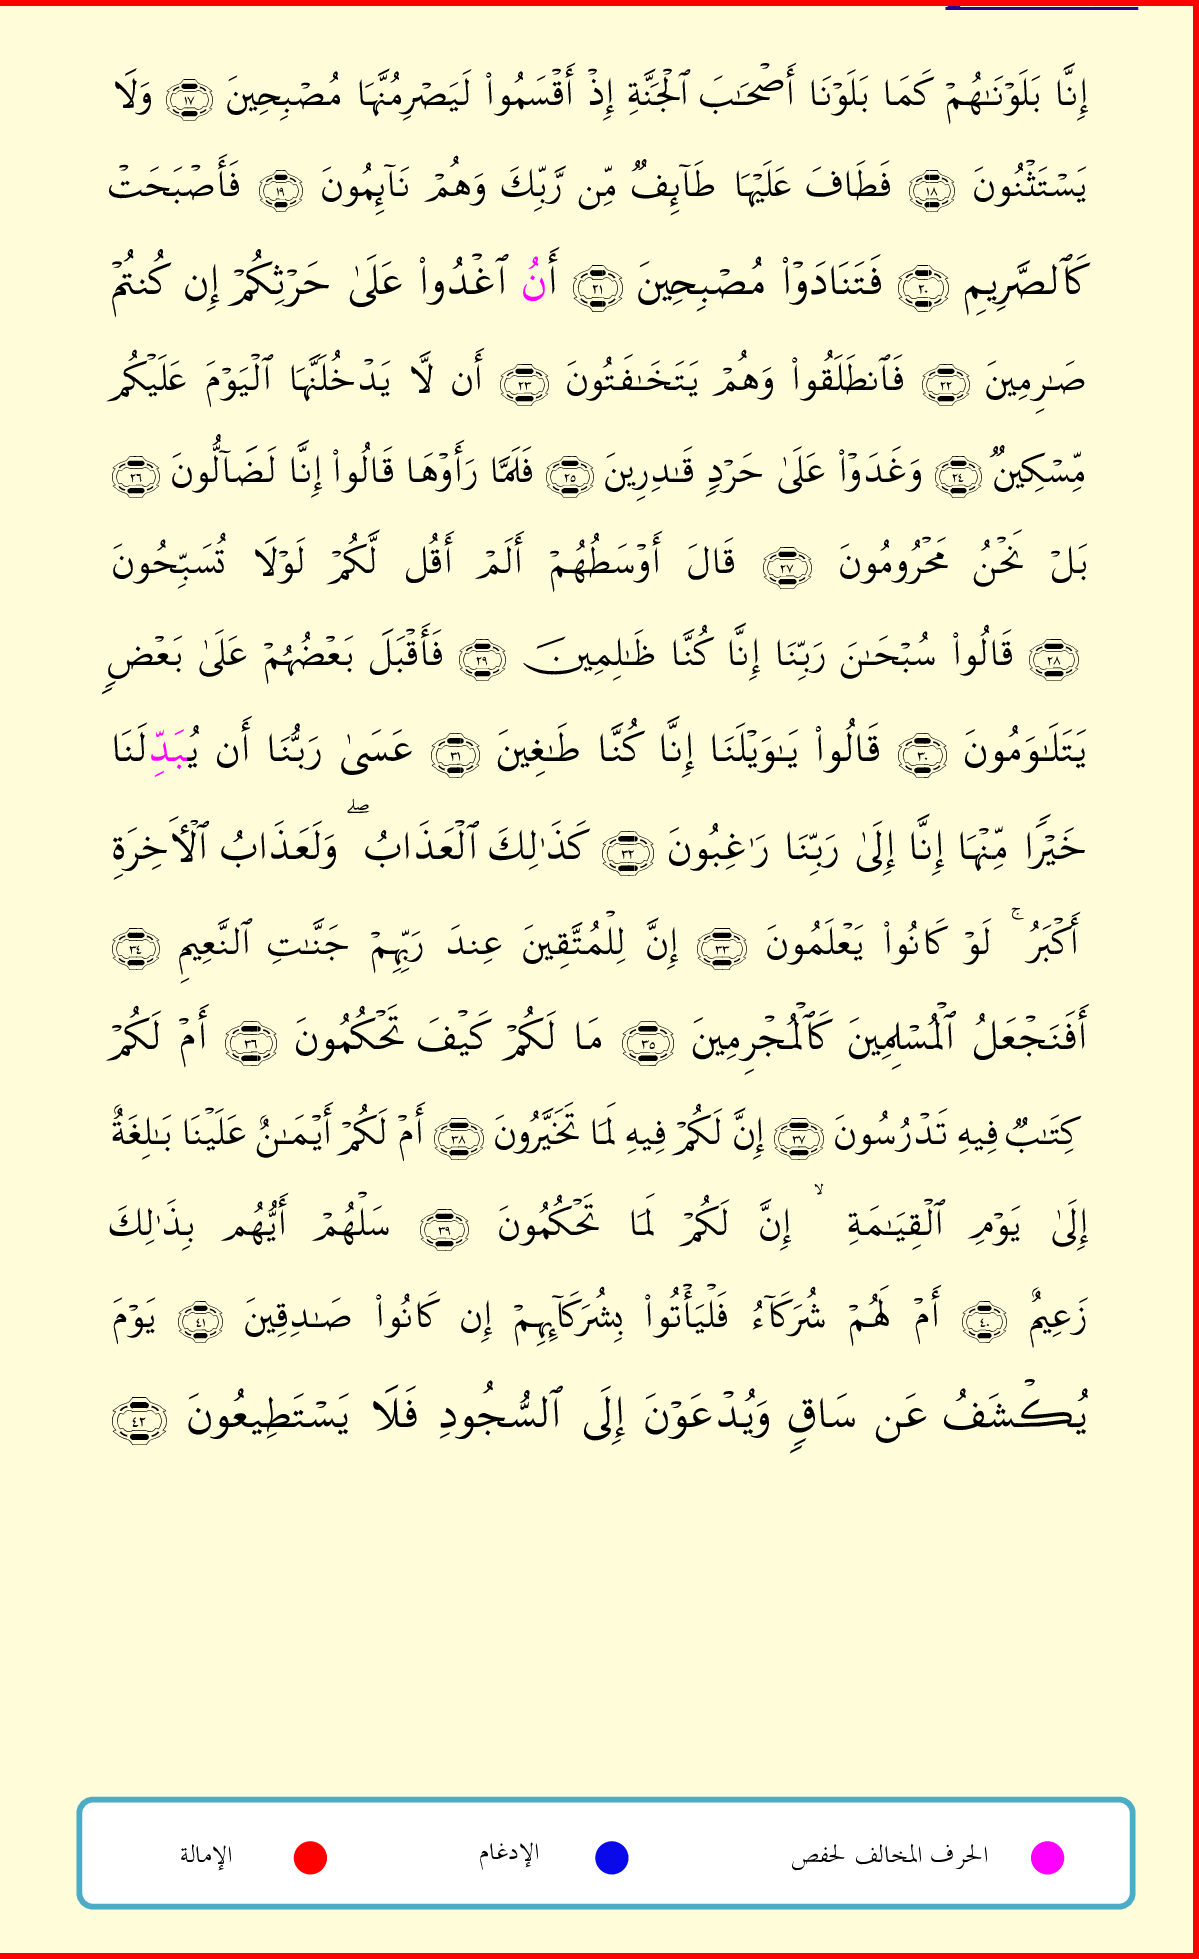 إِنَّا بَلَوۡنَٰهُمۡ كَمَا بَلَوۡنَآ أَصۡحَٰبَ ٱلۡجَنَّةِ إِذۡ أَقۡسَمُواْ لَيَصۡرِمُنَّهَا مُصۡبِحِينَ ١٧ وَلَا
يَسۡتَثۡنُونَ ١٨ فَطَافَ عَلَيۡهَا طَآئِفٞ مِّن رَّبِّكَ وَهُمۡ نَآئِمُونَ ١٩ فَأَصۡبَحَتۡ
كَٱلصَّرِيمِ ٢٠ فَتَنَادَوۡاْ مُصۡبِحِينَ ٢١ أَنُ ٱغۡدُواْ عَلَىٰ حَرۡثِكُمۡ إِن كُنتُمۡ
صَٰرِمِينَ ٢٢ فَٱنطَلَقُواْ وَهُمۡ يَتَخَٰفَتُونَ ٢٣ أَن لَّا يَدۡخُلَنَّهَا ٱلۡيَوۡمَ عَلَيۡكُم
مِّسۡكِينٞ ٢٤ وَغَدَوۡاْ عَلَىٰ حَرۡدٖ قَٰدِرِينَ ٢٥ فَلَمَّا رَأَوۡهَا قَالُوٓاْ إِنَّا لَضَآلُّونَ ٢٦
بَلۡ نَحۡنُ مَحۡرُومُونَ ٢٧ قَالَ أَوۡسَطُهُمۡ أَلَمۡ أَقُل لَّكُمۡ لَوۡلَا تُسَبِّحُونَ
٢٨ قَالُواْ سُبۡحَٰنَ رَبِّنَآ إِنَّا كُنَّا ظَٰلِمِينَ ٢٩ فَأَقۡبَلَ بَعۡضُهُمۡ عَلَىٰ بَعۡضٖ
يَتَلَٰوَمُونَ ٣٠ قَالُواْ يَٰوَيۡلَنَآ إِنَّا كُنَّا طَٰغِينَ ٣١ عَسَىٰ رَبُّنَآ أَن يُبَدِّلَنَا
خَيۡرٗا مِّنۡهَآ إِنَّآ إِلَىٰ رَبِّنَا رَٰغِبُونَ ٣٢ كَذَٰلِكَ ٱلۡعَذَابُۖ وَلَعَذَابُ ٱلۡأٓخِرَةِ
أَكۡبَرُۚ لَوۡ كَانُواْ يَعۡلَمُونَ ٣٣ إِنَّ لِلۡمُتَّقِينَ عِندَ رَبِّهِمۡ جَنَّٰتِ ٱلنَّعِيمِ ٣٤
أَفَنَجۡعَلُ ٱلۡمُسۡلِمِينَ كَٱلۡمُجۡرِمِينَ ٣٥ مَا لَكُمۡ كَيۡفَ تَحۡكُمُونَ ٣٦ أَمۡ لَكُمۡ
كِتَٰبٞ فِيهِ تَدۡرُسُونَ ٣٧ إِنَّ لَكُمۡ فِيهِ لَمَا تَخَيَّرُونَ ٣٨ أَمۡ لَكُمۡ أَيۡمَٰنٌ عَلَيۡنَا بَٰلِغَةٌ
إِلَىٰ يَوۡمِ ٱلۡقِيَٰمَةِۙ إِنَّ لَكُمۡ لَمَا تَحۡكُمُونَ ٣٩ سَلۡهُمۡ أَيُّهُم بِذَٰلِكَ
زَعِيمٌ ٤٠ أَمۡ لَهُمۡ شُرَكَآءُ فَلۡيَأۡتُواْ بِشُرَكَآئِهِمۡ إِن كَانُواْ صَٰدِقِينَ ٤١ يَوۡمَ
يُكۡشَفُ عَن سَاقٖ وَيُدۡعَوۡنَ إِلَى ٱلسُّجُودِ فَلَا يَسۡتَطِيعُونَ ٤٢
الحرف المخالف لحفص الإدغام الإمالة